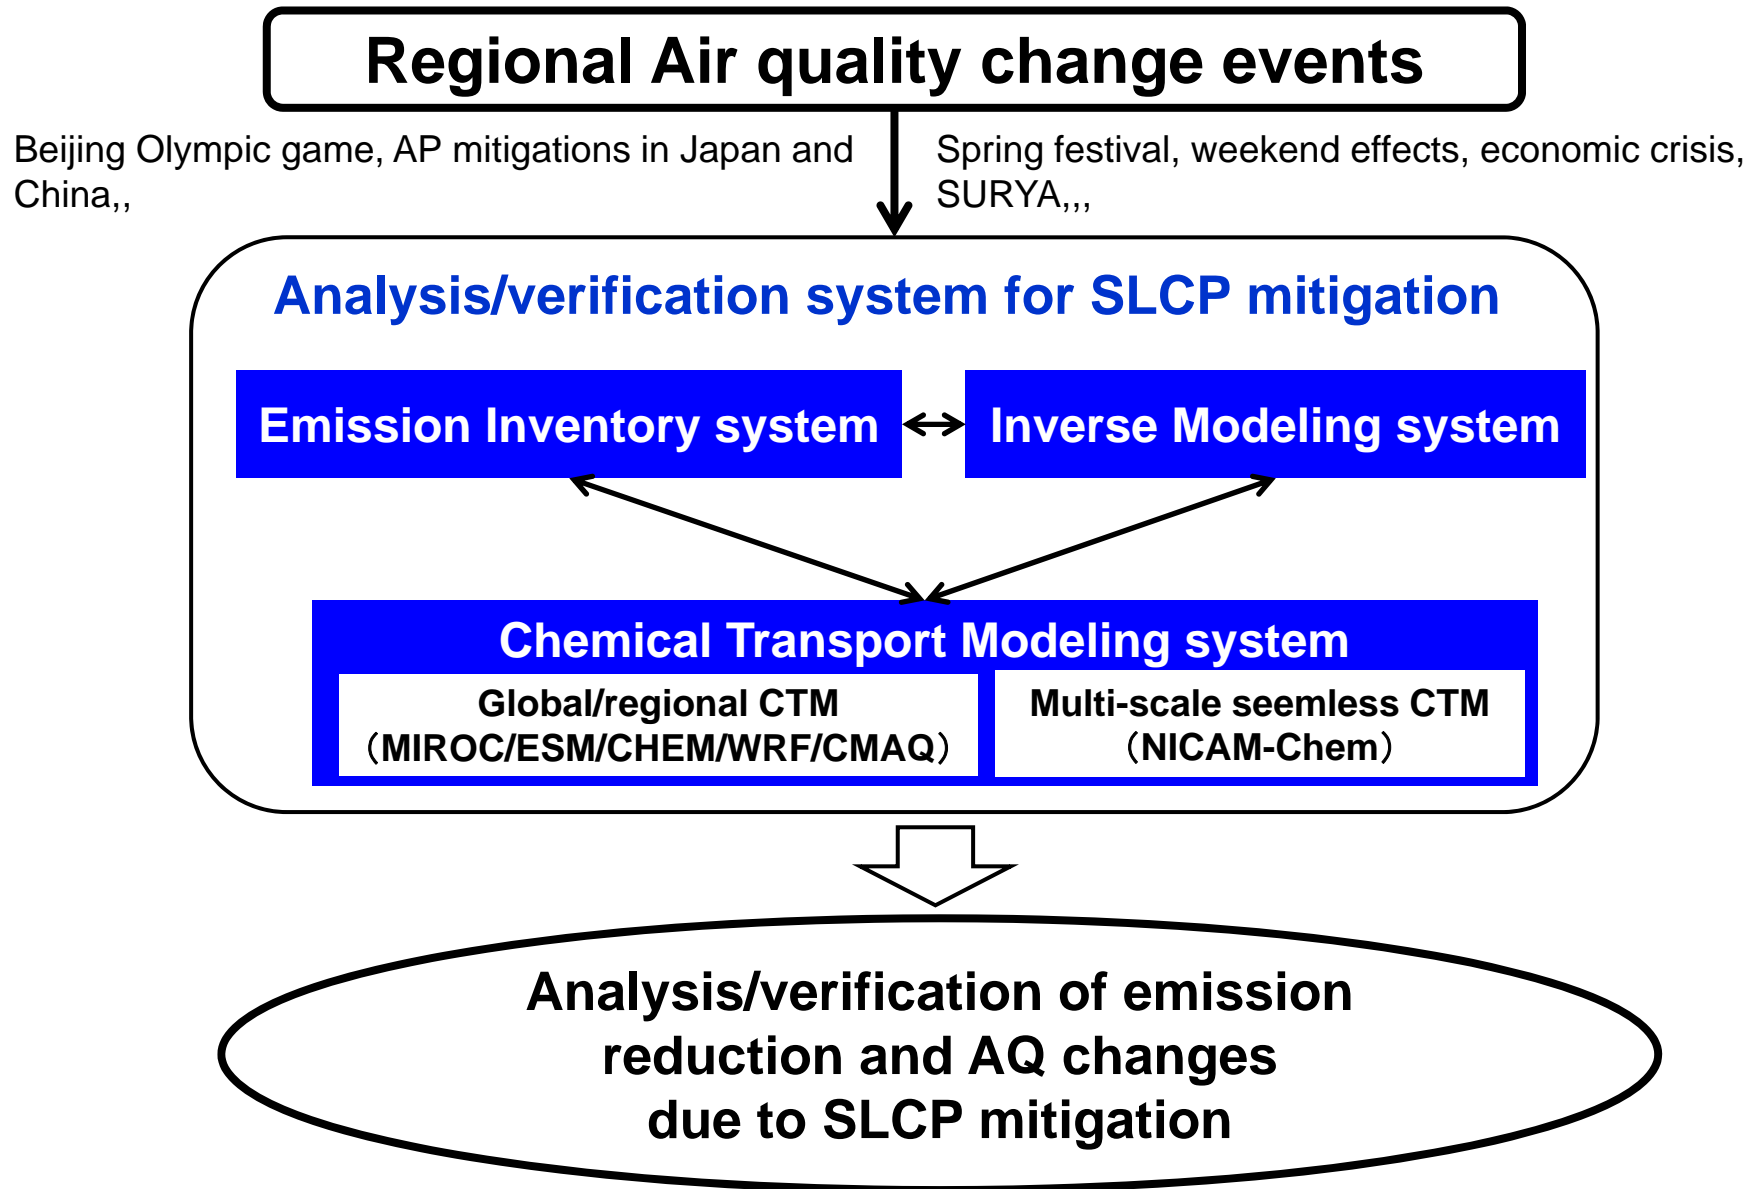 Regional Air quality change events
Beijing Olympic game, AP mitigations in Japan and
China,,
Spring festival, weekend effects, economic crisis,
SURYA,,,
Analysis/verification system for SLCP mitigation
Emission Inventory system
Inverse Modeling system
Chemical Transport Modeling system
Global/regional CTM
（MIROC/ESM/CHEM/WRF/CMAQ）
Multi-scale seemless CTM
（NICAM-Chem）
Analysis/verification of emission
reduction and AQ changes
due to SLCP mitigation